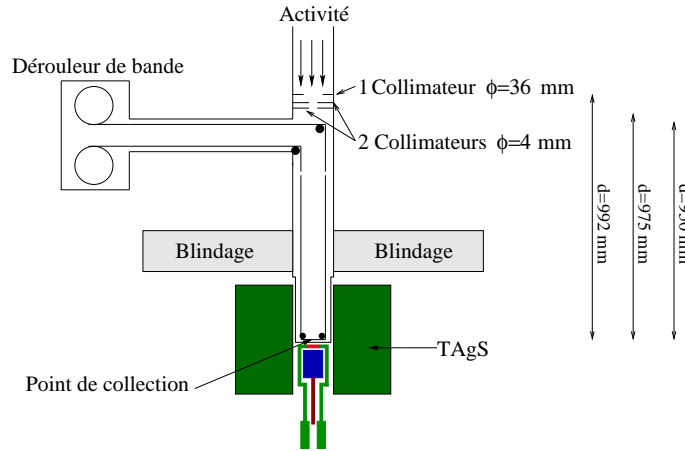 Activité
Dérouleur de bande
1 Collimateur ϕ=36 mm
2 Collimateurs ϕ=4 mm
d=992 mm
d=975 mm
Blindage
Blindage
TAgS
Point de collection